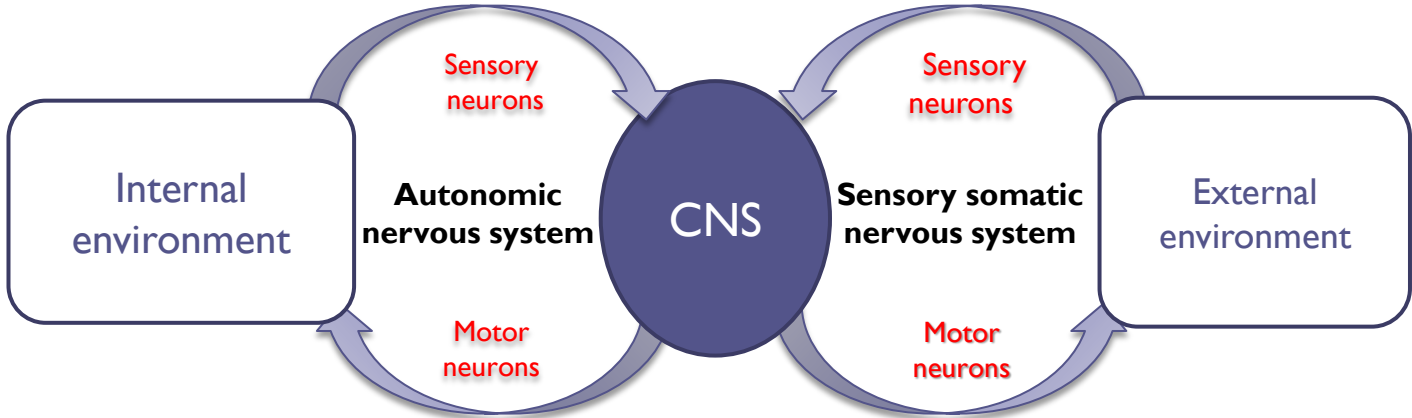 Sensory
neurons
Sensory
neurons
Internal
environment
Autonomic
nervous system
CNS
Sensory somatic
nervous system
External
environment
Motor
neurons
Motor
neurons